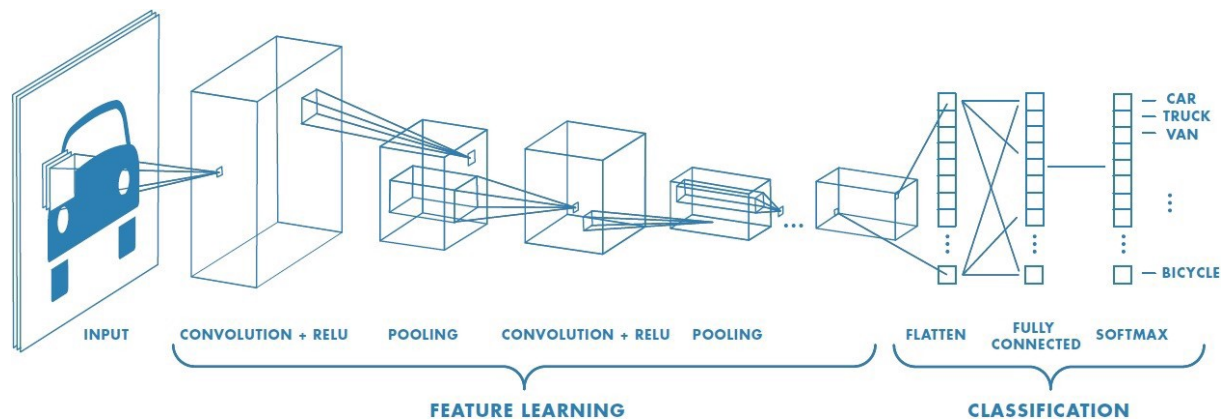 CAR
TRUCK
VAN
BICYCLE
INPUT
CONVOLUTION + RELU
POOLING
CONVOLUTION + RELU
POOLING
FLATTEN
FULLY
CONNECTED
SOFTMAX
FEATURE LEARNING
CLASSIFICATION